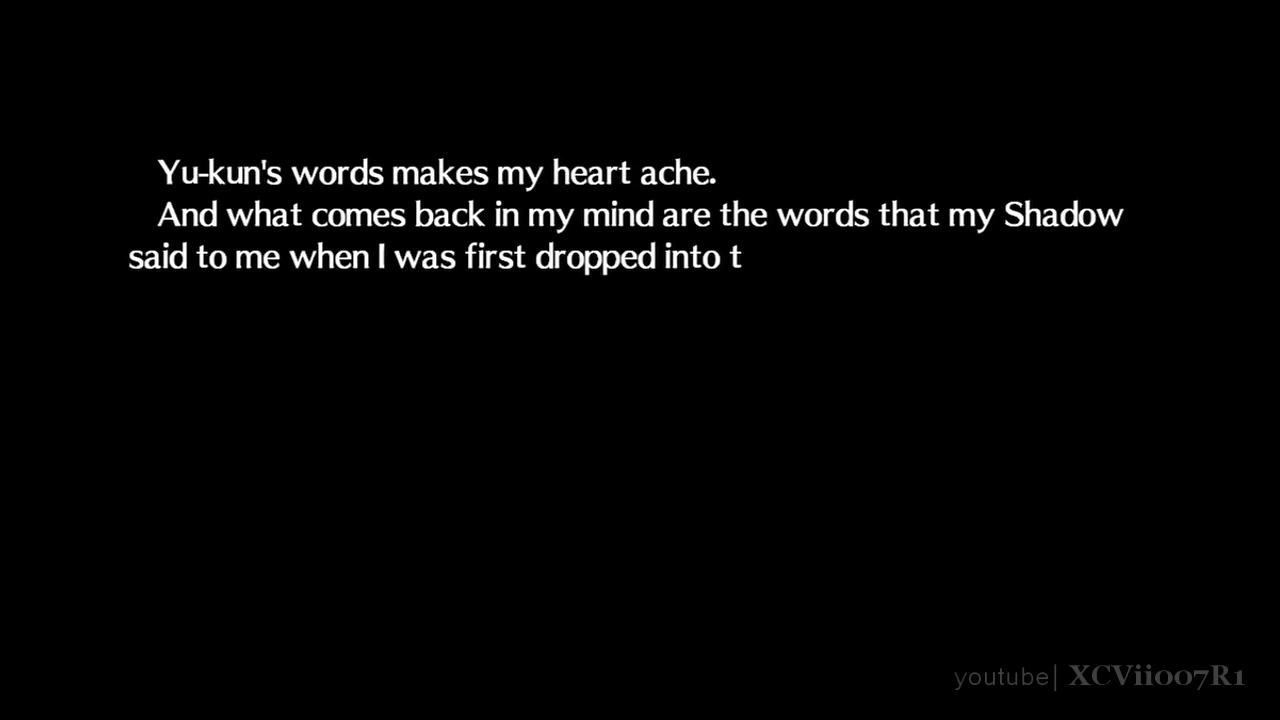 Yu-kun's words makes my heart ache.
And what comes back in my mind are the words that my Shadow
said to me when I was first dropped into t
youtube| XCViioo7R1